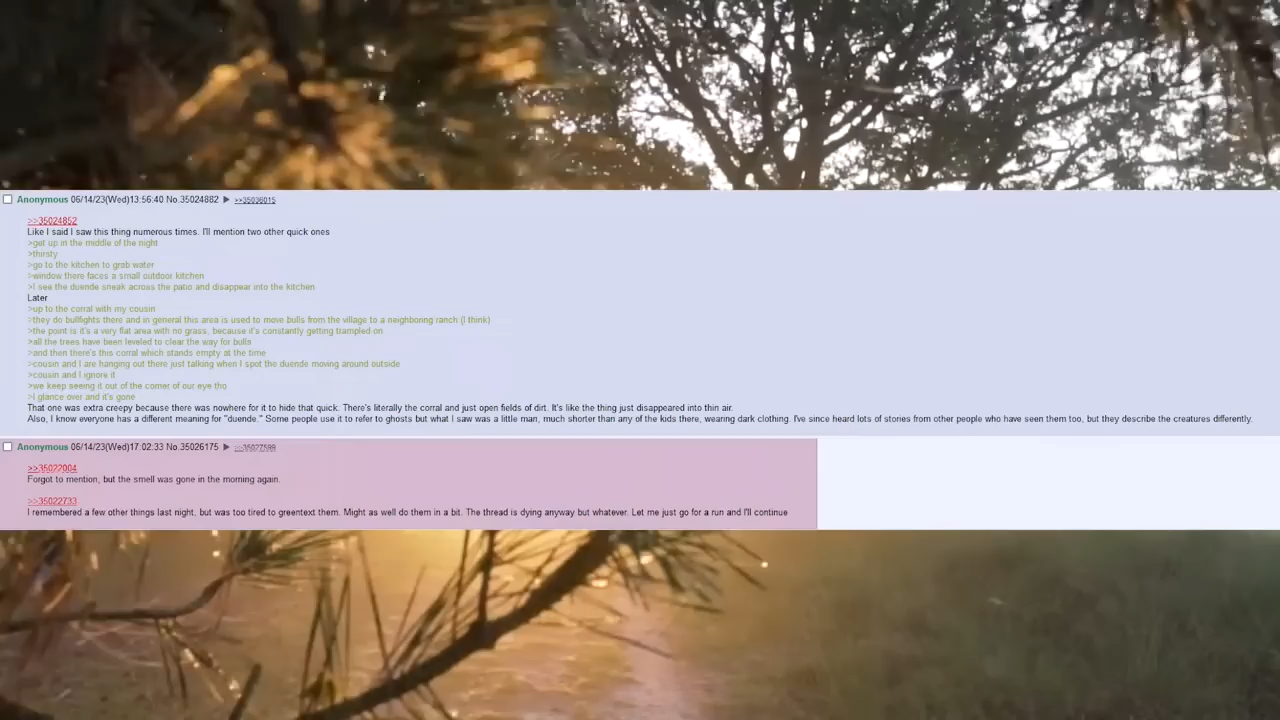 Anonymous 06/14/23(Wed)13:56:40 No.35024882 ▶ >>35036015
>>35024852
Like I said I saw this thing numerous times. I'll mention two other quick ones
>get up in the middle of the night
>thirsty
>go to the kitchen to grab water
>window there faces a small outdoor kitchen
>I see the duende sneak across the patio and disappear into the kitchen
Later
>up to the corral with my cousin
>they do bullfights there and in general this area is used to move bulls from the village to a neighboring ranch (I think)
>the point is it's a very flat area with no grass, because it's constantly getting trampled on
>all the trees have been leveled to clear the way for bulls
>and then there's this corral which stands empty at the time
>cousin and I are hanging out there just talking when I spot the duende moving around outside
>cousin and I ignore it
>we keep seeing it out of the corner of our eye tho
>I glance over and it's gone
That one was extra creepy because there was nowhere for it to hide that quick. There's literally the corral and just open fields of dirt. It's like the thing just disappeared into thin air.
Also, I know everyone has a different meaning for "duende." Some people use it to refer to ghosts but what I saw was a little man, much shorter than any of the kids there, wearing dark clothing. I've since heard lots of stories from other people who have seen them too, but they describe the creatures differently.
Anonymous 06/14/23(Wed)17:02:33 No.35026175 ▶ >>35027598
>>35022004
Forgot to mention, but the smell was gone in the morning again.
>>35022733
I remembered a few other things last night, but was too tired to greentext them. Might as well do them in a bit. The thread is dying anyway but whatever. Let me just go for a run and I'll continue